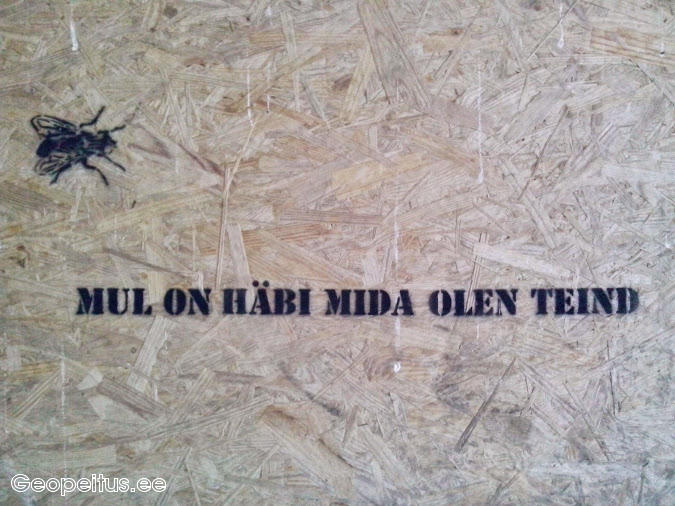 MUL ON HÄBI MIDA OLEN TEIND
Geopeitus.ee